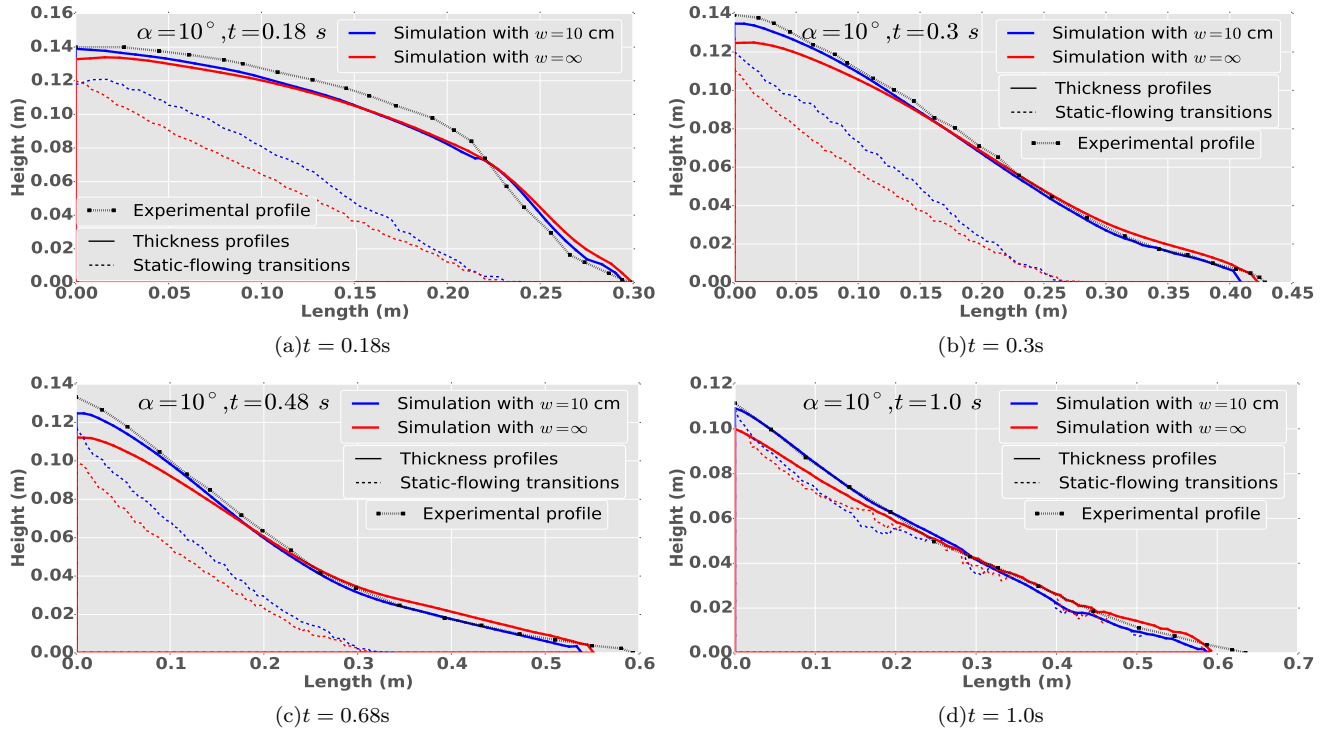 α=10°,t=0.18 s
Simulation with w=10 cm
Simulation with w=∞
Experimental profile
Thickness profiles
Static-flowing transitions
Height (m)
0.16
0.14
0.12
0.10
0.08
0.06
0.04
0.02
0.00
0.00 0.05 0.10 0.15 0.20 0.25 0.30
Length (m)
(a)t = 0.18s
α=10°,t=0.3 s
Simulation with w=10 cm
Simulation with w=∞
Thickness profiles
Static-flowing transitions
Experimental profile
Height (m)
0.14
0.12
0.10
0.08
0.06
0.04
0.02
0.00
0.00 0.05 0.10 0.15 0.20 0.25 0.30 0.35 0.40 0.45
Length (m)
(b)t = 0.3s
α=10°,t=0.48 s
Simulation with w=10 cm
Simulation with w=∞
Thickness profiles
Static-flowing transitions
Experimental profile
Height (m)
0.14
0.12
0.10
0.08
0.06
0.04
0.02
0.00
0.0 0.1 0.2 0.3 0.4 0.5 0.6
Length (m)
(c)t = 0.68s
α=10°,t=1.0 s
Simulation with w=10 cm
Simulation with w=∞
Thickness profiles
Static-flowing transitions
Experimental profile
Height (m)
0.12
0.10
0.08
0.06
0.04
0.02
0.00
0.0 0.1 0.2 0.3 0.4 0.5 0.6 0.7
Length (m)
(d)t = 1.0s